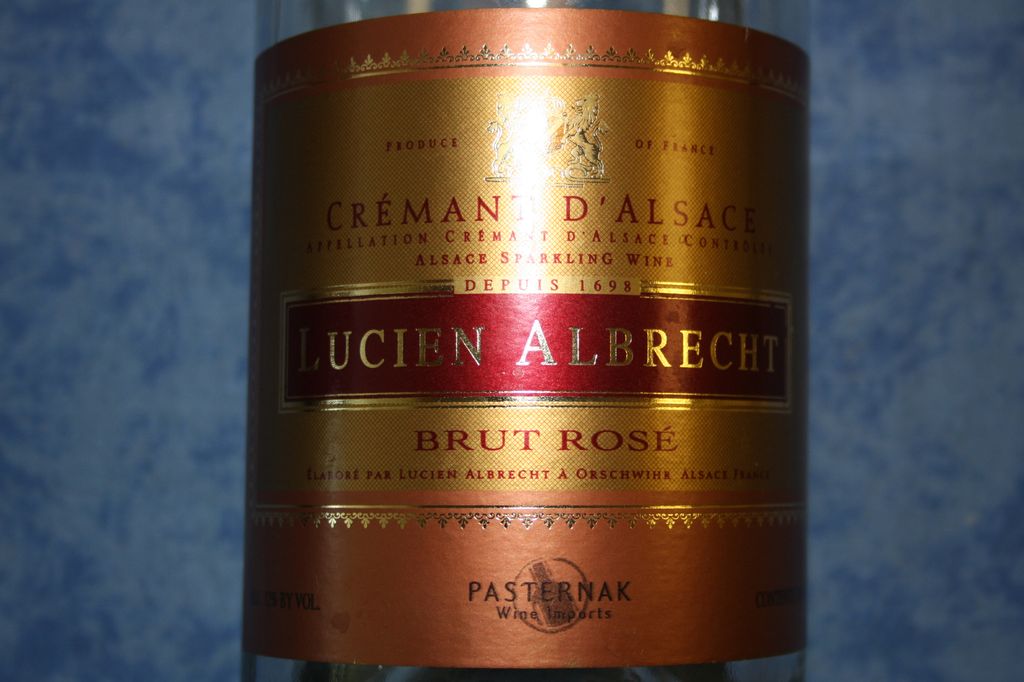 PRODUCE OF FRANCE
CRÉMANT D'ALSACE
APPELLATION CRÉMANT D'ALSACE CONTRÔLÉE
ALSACE SPARKLING WINE
DEPUIS 1698
LUCIEN ALBRECHT
BRUT ROSÉ
ÉLABORÉ PAR LUCIEN ALBRECHT À ORSCHWIHR ALSACE FRANCE
PASTERNAK
Wine Imports
BY VOL.